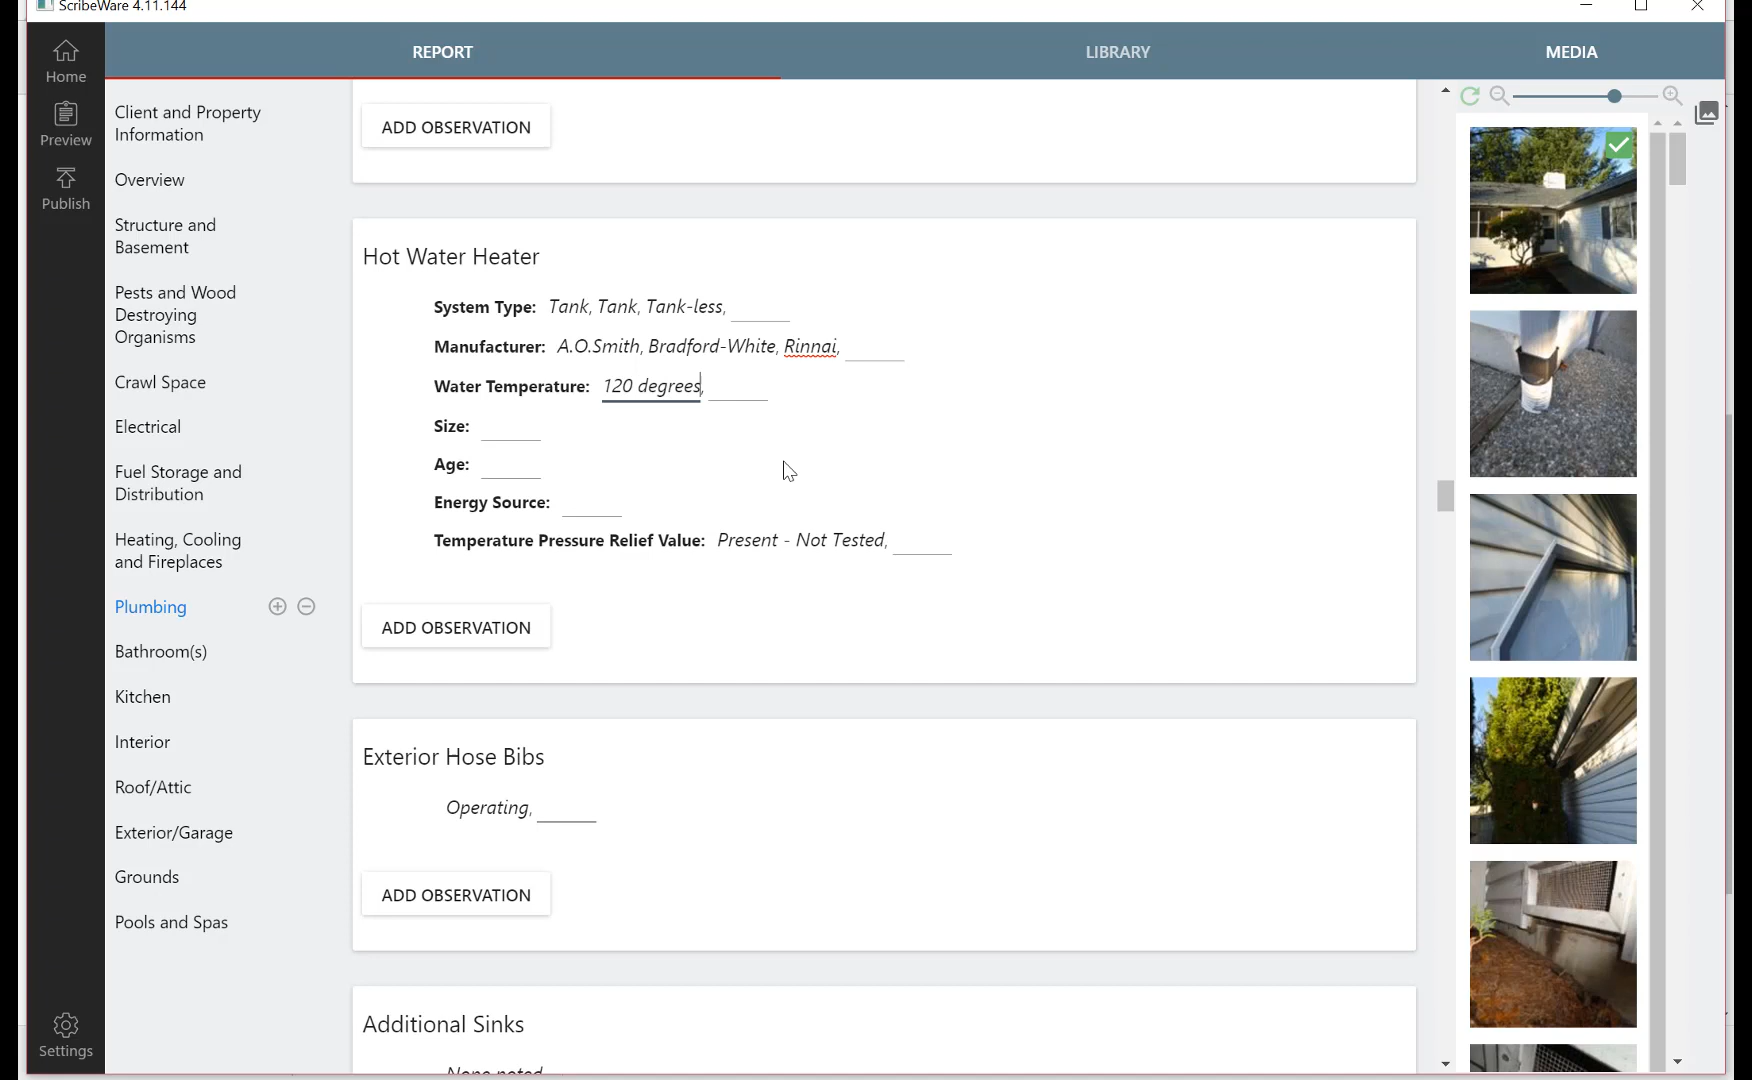 ScribeWare 4.11.144
REPORT
LIBRARY
MEDIA
Home
Preview
Publish
Settings
Client and Property
Information
Overview
Structure and
Basement
Pests and Wood
Destroying
Organisms
Crawl Space
Electrical
Fuel Storage and
Distribution
Heating, Cooling
and Fireplaces
Plumbing
Bathroom(s)
Kitchen
Interior
Roof/Attic
Exterior/Garage
Grounds
Pools and Spas
ADD OBSERVATION
Hot Water Heater
System Type: Tank, Tank, Tank-less,
Manufacturer: A.O.Smith, Bradford-White, Rinnai,
Water Temperature: 120 degrees,
Size:
Age:
Energy Source:
Temperature Pressure Relief Value: Present - Not Tested,
ADD OBSERVATION
Exterior Hose Bibs
Operating,
ADD OBSERVATION
Additional Sinks
None noted